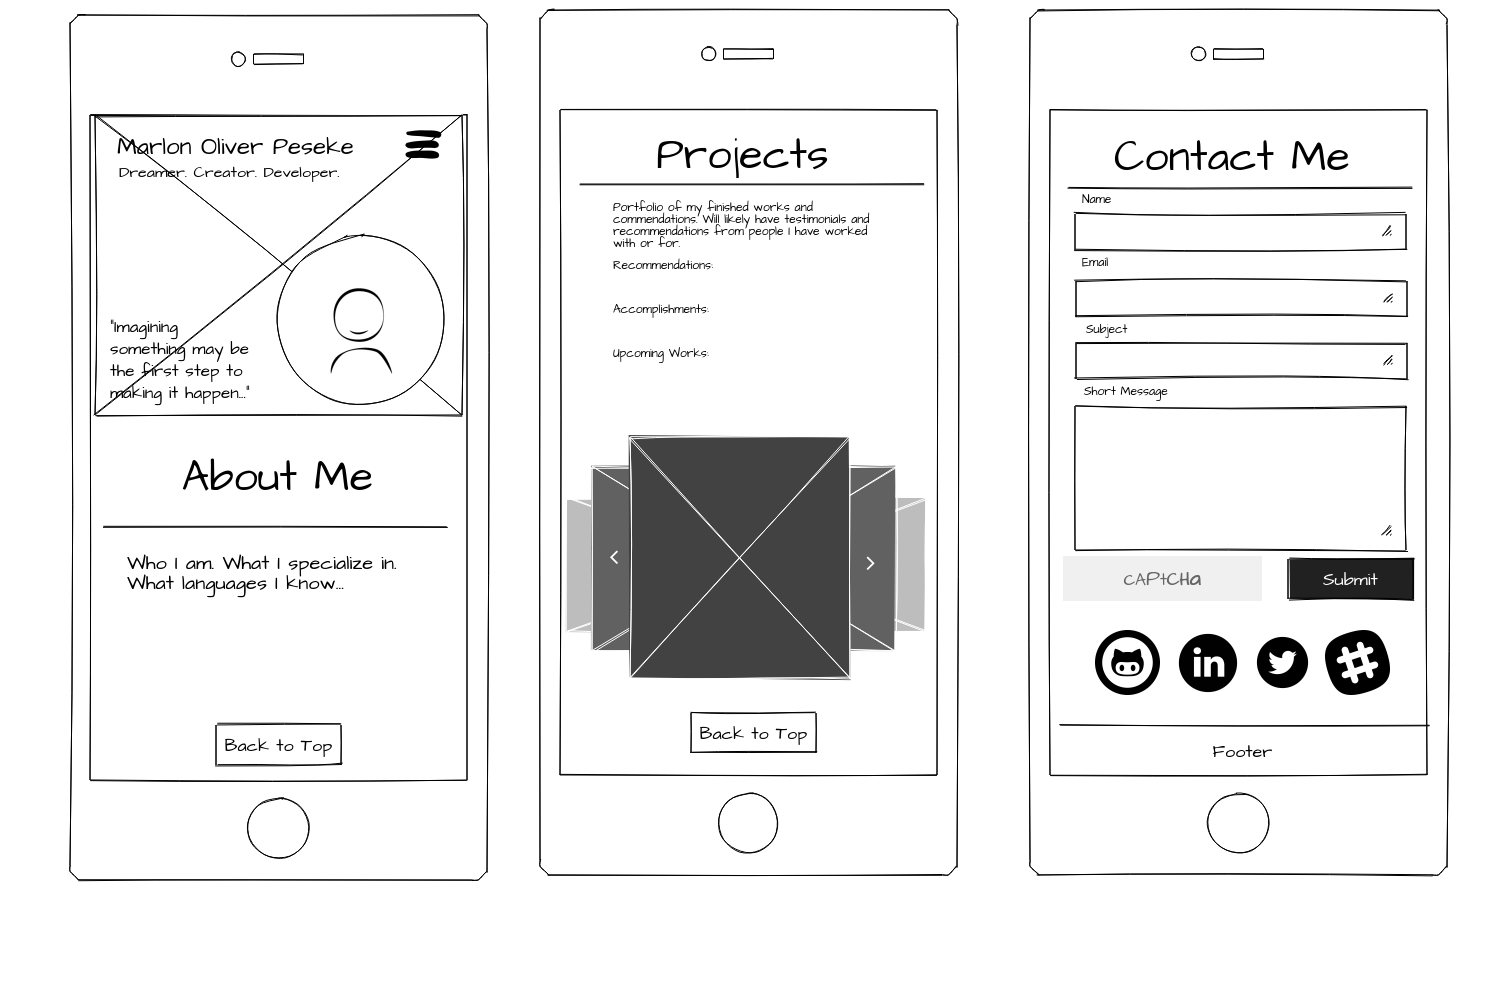 Marlon Oliver Peseke
Dreamer. Creator. Developer.
"Imagining
something may be
the first step to
making it happen..."
About Me
Who I am. What I specialize in.
What languages I know...
Back to Top
Projects
Portfolio of my finished works and
commendations. Will likely have testimonials and
recommendations from people I have worked
with or for.
Recommendations:
Accomplishments:
Upcoming Works:
Back to Top
Contact Me
Name
Email
Subject
Short Message
cAPtCHa
Submit
in
Footer